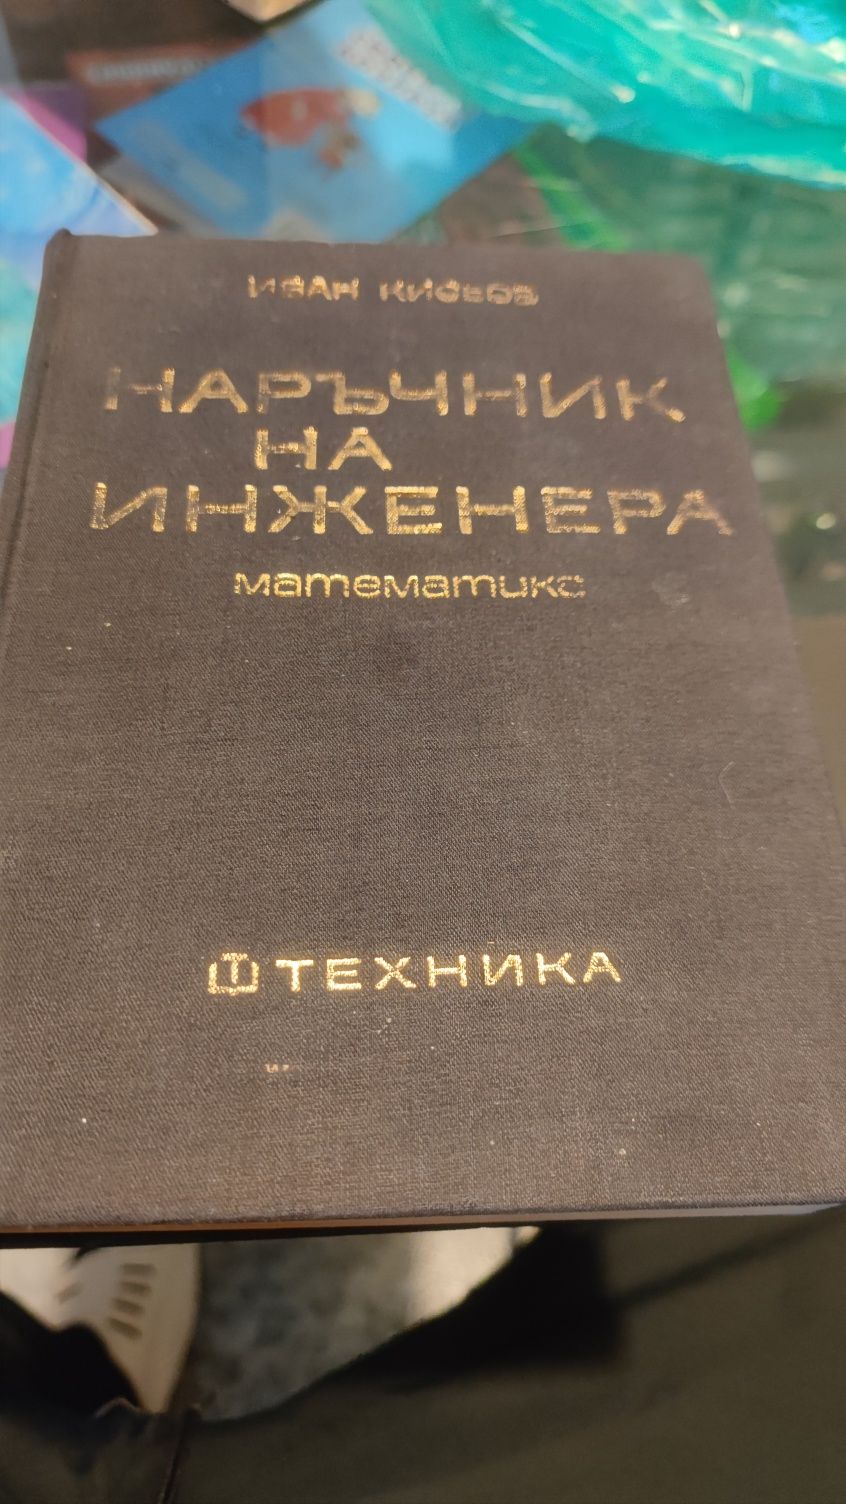 ИВАН КИСЬОВ
НАРЪЧНИК
НА
ИНЖЕНЕРА
математика
ТЕХНИКА